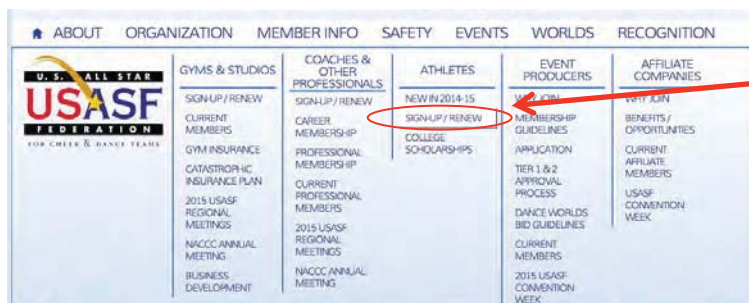 ABOUT ORGANIZATION MEMBER INFO SAFETY EVENTS WORLDS RECOGNITION
U. S. ALL STAR
USASF
FEDERATION
FOR CHEER & DANCE TEAMS
GYMS & STUDIOS
SIGN-UP / RENEW
CURRENT
MEMBERS
GYM INSURANCE
CATASTROPHIC
INSURANCE PLAN
2015 USASF
REGIONAL
MEETINGS
NACCC ANNUAL
MEETING
BUSINESS
DEVELOPMENT
COACHES &
OTHER
PROFESSIONALS
SIGN-UP / RENEW
CAREER
MEMBERSHIP
PROFESSIONAL
MEMBERSHIP
CURRENT
PROFESSIONAL
MEMBERS
2015 USASF
REGIONAL
MEETINGS
NACCC ANNUAL
MEETING
ATHLETES
NEW IN 2014-15
SIGN-UP / RENEW
COLLEGE
SCHOLARSHIPS
EVENT
PRODUCERS
WHY JOIN
MEMBERSHIP
GUIDELINES
APPLICATION
TIER 1 & 2
APPROVAL
PROCESS
DANCE WORLDS
BID GUIDELINES
CURRENT
MEMBERS
2015 USASF
CONVENTION
WEEK
AFFILIATE
COMPANIES
WHY JOIN
BENEFITS /
OPPORTUNITIES
CURRENT
AFFILIATE
MEMBERS
USASF
CONVENTION
WEEK